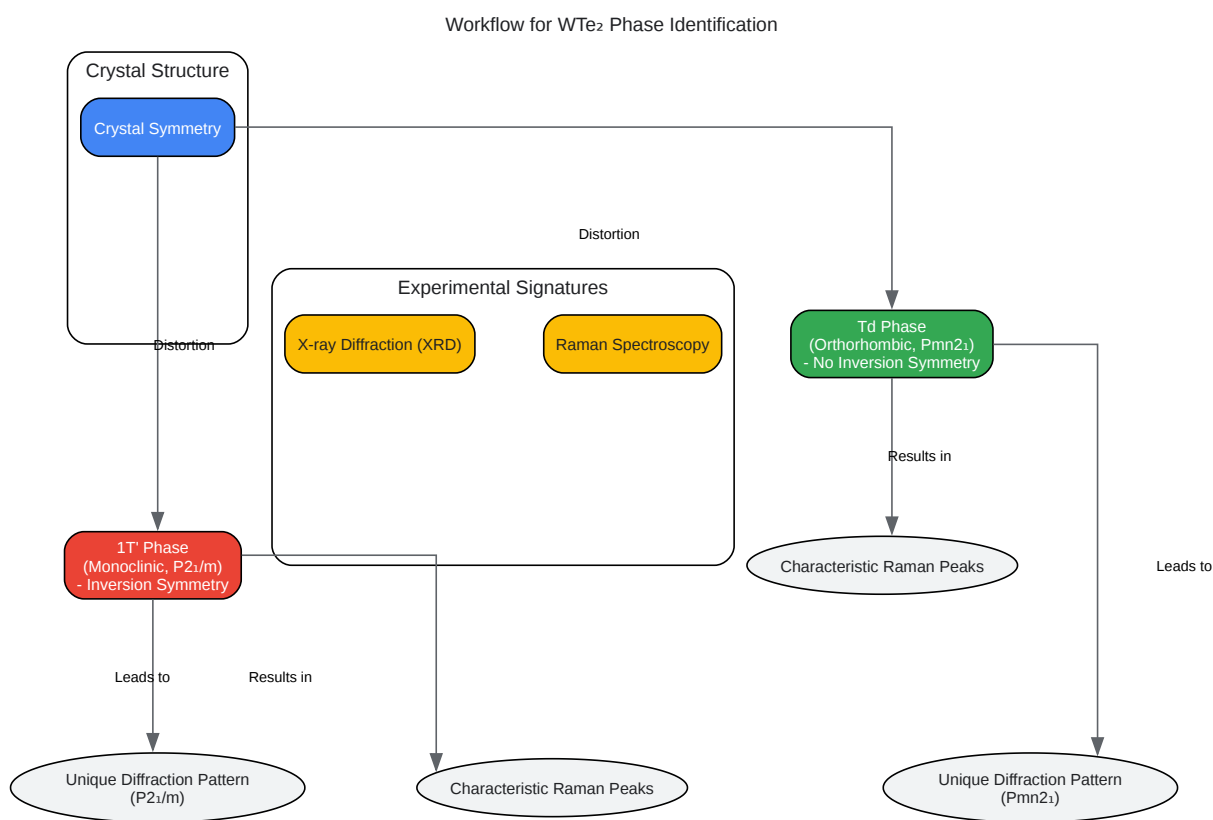 Workflow for WTe₂ Phase Identification
Crystal Structure
Crystal Symmetry
Distortion
Experimental Signatures
X-ray Diffraction (XRD)
Raman Spectroscopy
Td Phase
(Orthorhombic, Pmn2₁)
- No Inversion Symmetry
Distortion
Results in
1T' Phase
(Monoclinic, P2₁/m)
- Inversion Symmetry
Characteristic Raman Peaks
Leads to
Leads to
Results in
Unique Diffraction Pattern
(P2₁/m)
Characteristic Raman Peaks
Unique Diffraction Pattern
(Pmn2₁)